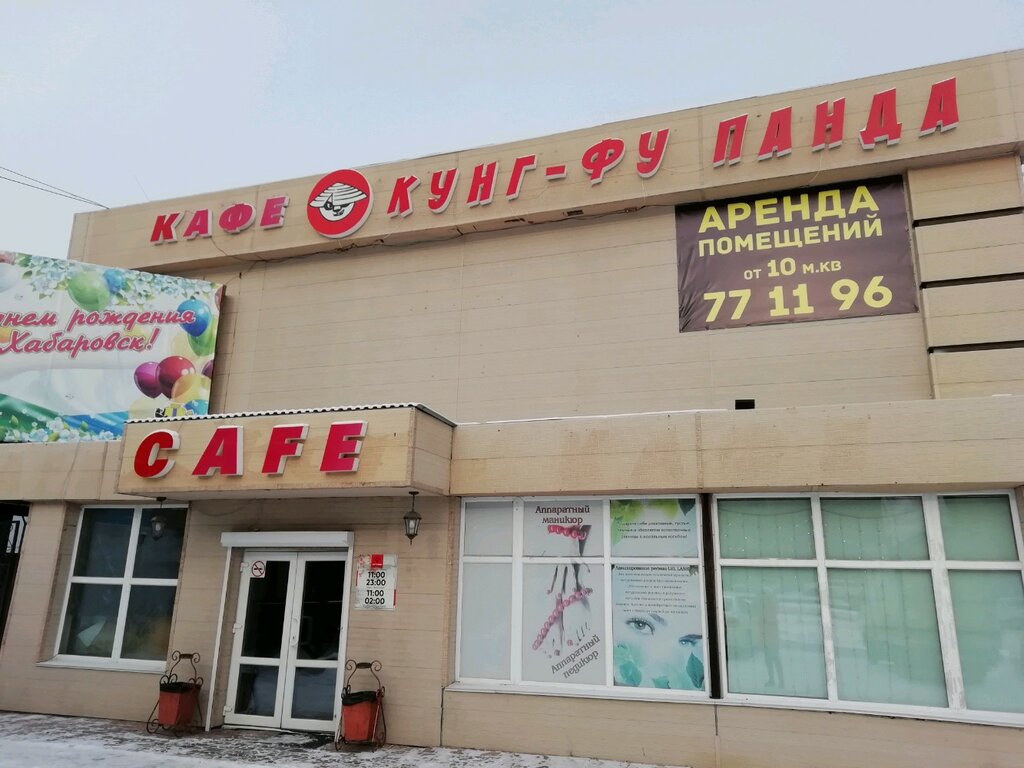 КАФЕ КУНГ-ФУ ПАНДА
АРЕНДА
ПОМЕЩЕНИЙ
ОТ 10 М.КВ
77 11 96
нем рождения
Хабаровск!
CAFE
11:00
23:00
11:00
02:00
Аппаратный
маникюр
Аппаратный
педикюр